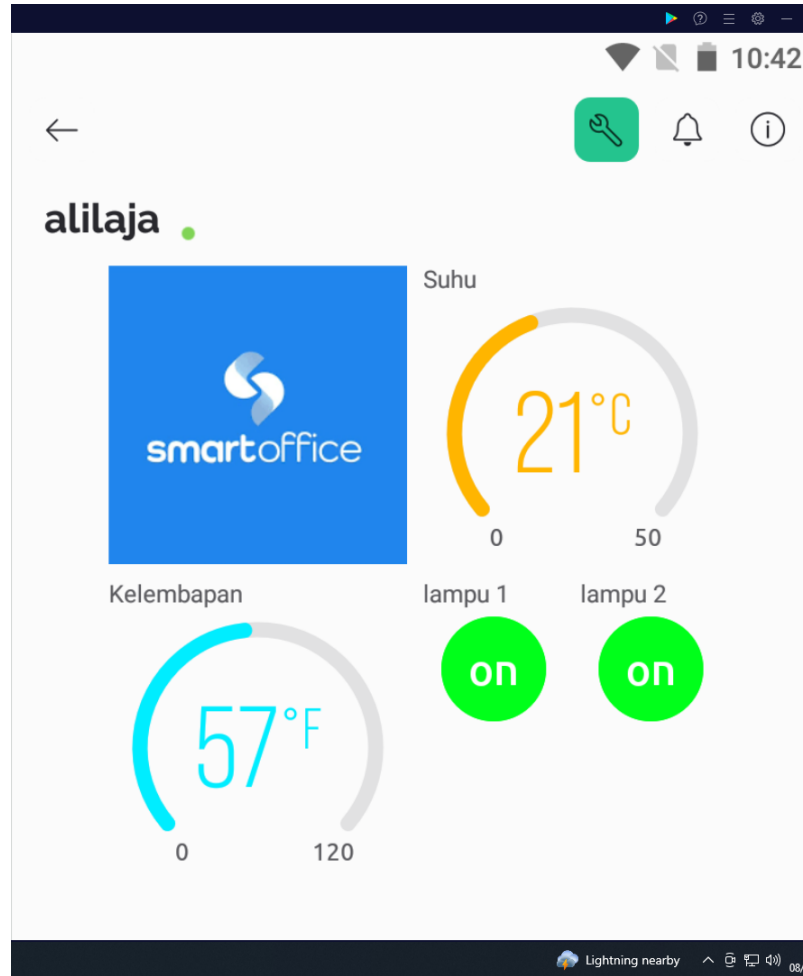 10:42
alilaja
smartoffice
Suhu
21°C
0 50
Kelembapan
57°F
0 120
lampu 1 lampu 2
on on
Lightning nearby
08/